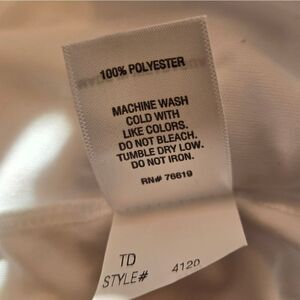 100% POLYESTER
MACHINE WASH
COLD WITH
LIKE COLORS.
DO NOT BLEACH.
TUMBLE DRY LOW.
DO NOT IRON.
RN# 76619
TD
STYLE# 4120